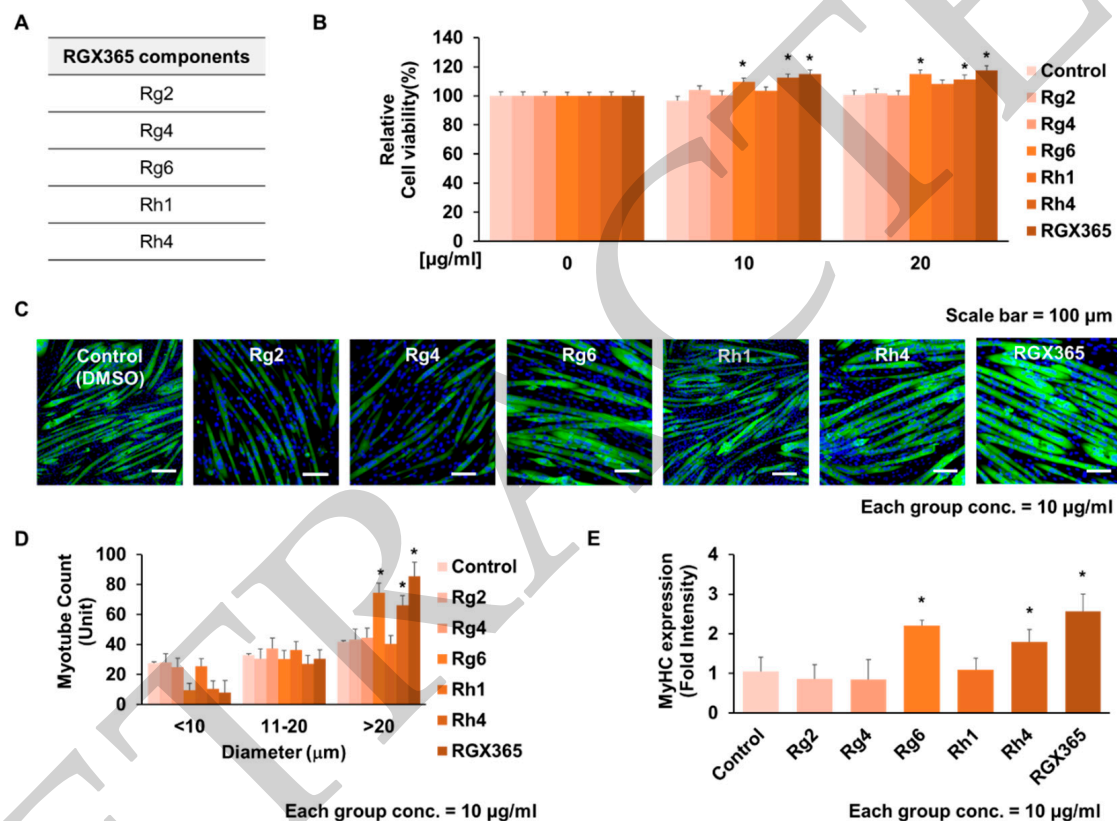 A
RGX365 components
Rg2
Rg4
Rg6
Rh1
Rh4
B
Relative
Cell viability(%)
140
120
100
80
60
40
20
0
* * * * * *
[µg/ml] 0 10 20
Control
Rg2
Rg4
Rg6
Rh1
Rh4
RGX365
C
Scale bar = 100 µm
Control
(DMSO)
Rg2
Rg4
Rg6
Rh1
Rh4
RGX365
Each group conc. = 10 µg/ml
D
Myotube Count
(Unit)
100
80
60
40
20
0
* * *
<10 11-20 >20
Diameter (µm)
Control
Rg2
Rg4
Rg6
Rh1
Rh4
RGX365
Each group conc. = 10 µg/ml
E
MyHC expression
(Fold Intensity)
4
3
2
1
0
* * *
Control
Rg2
Rg4
Rg6
Rh1
Rh4
RGX365
Each group conc. = 10 µg/ml